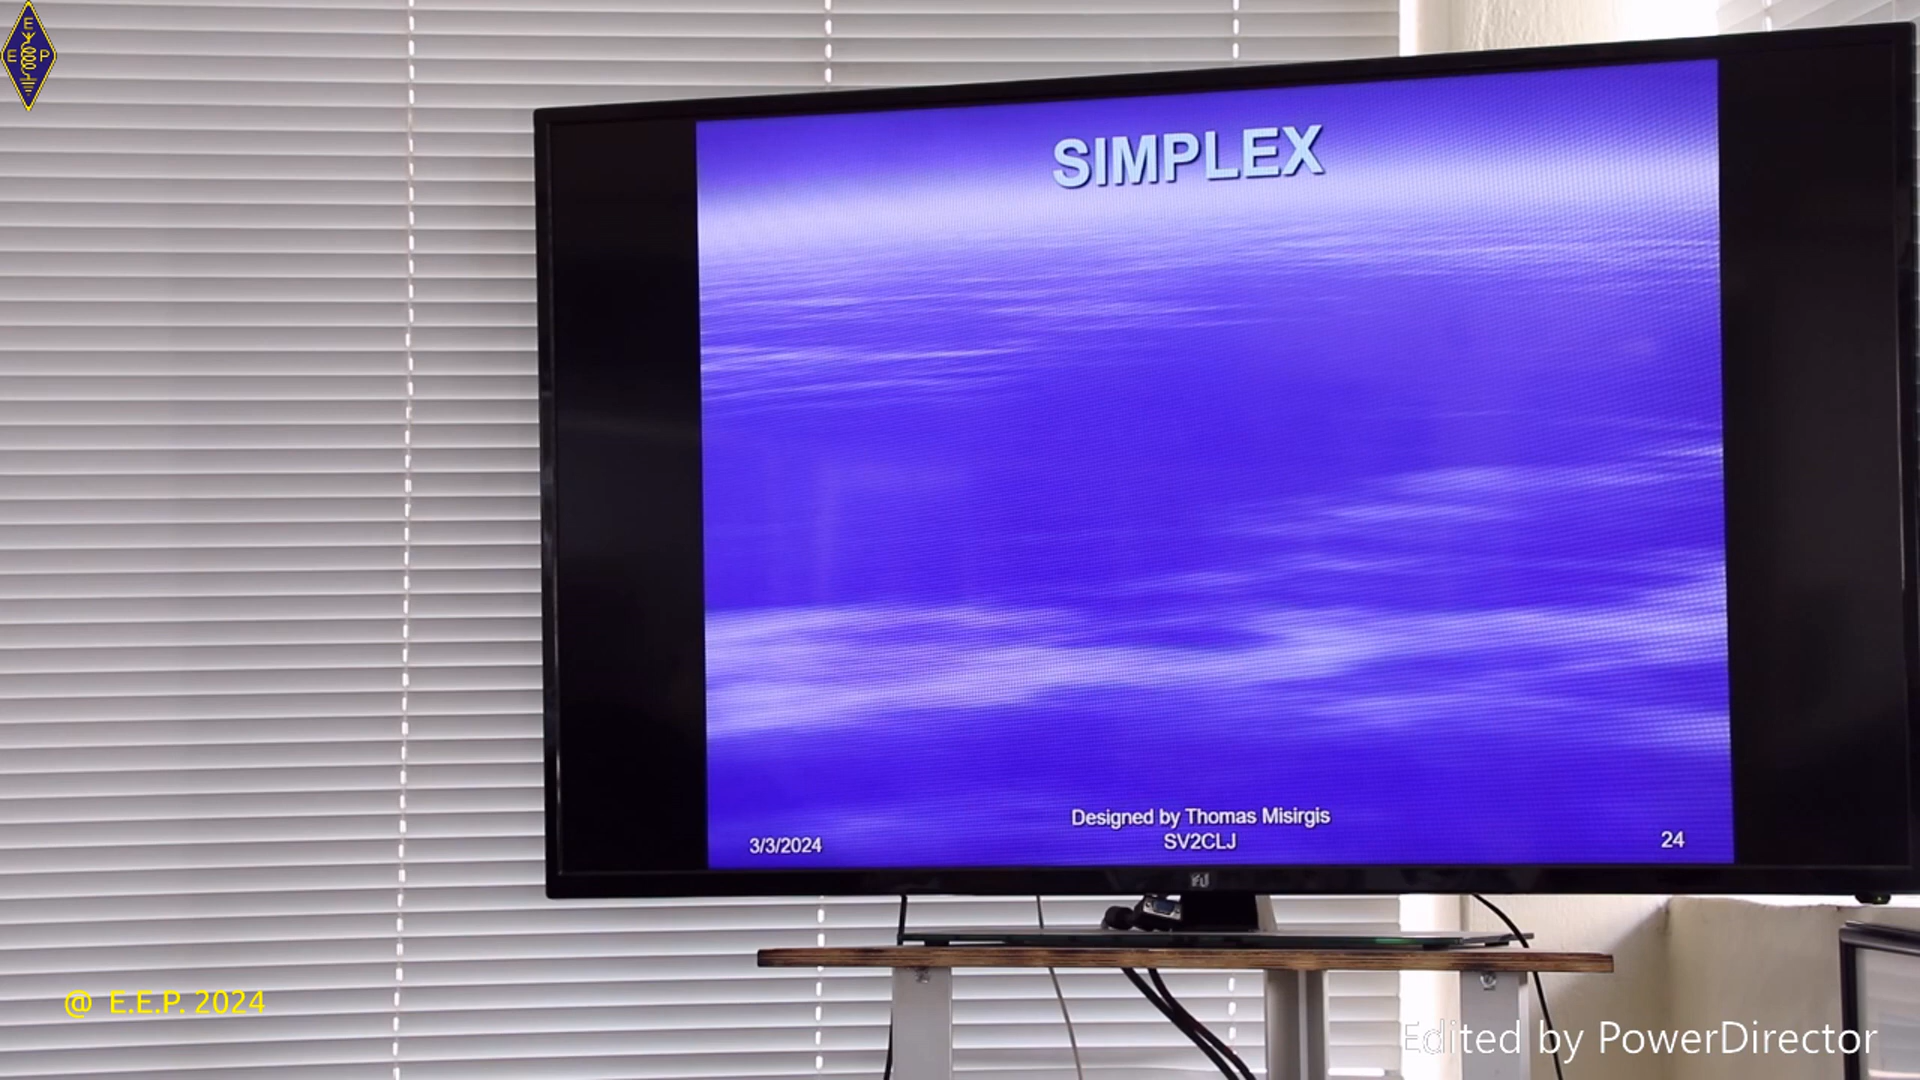 E
E P
SIMPLEX
Designed by Thomas Misirgis
SV2CLJ
3/3/2024
24
@ E.E.P. 2024
Edited by PowerDirector